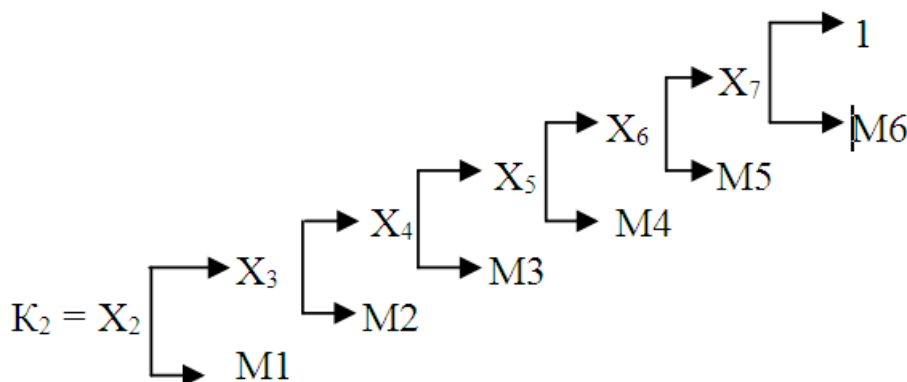 1
X₇
M6
X₆
X₅ M5
X₄ M4
X₃ M3
K₂ = X₂ M2
M1